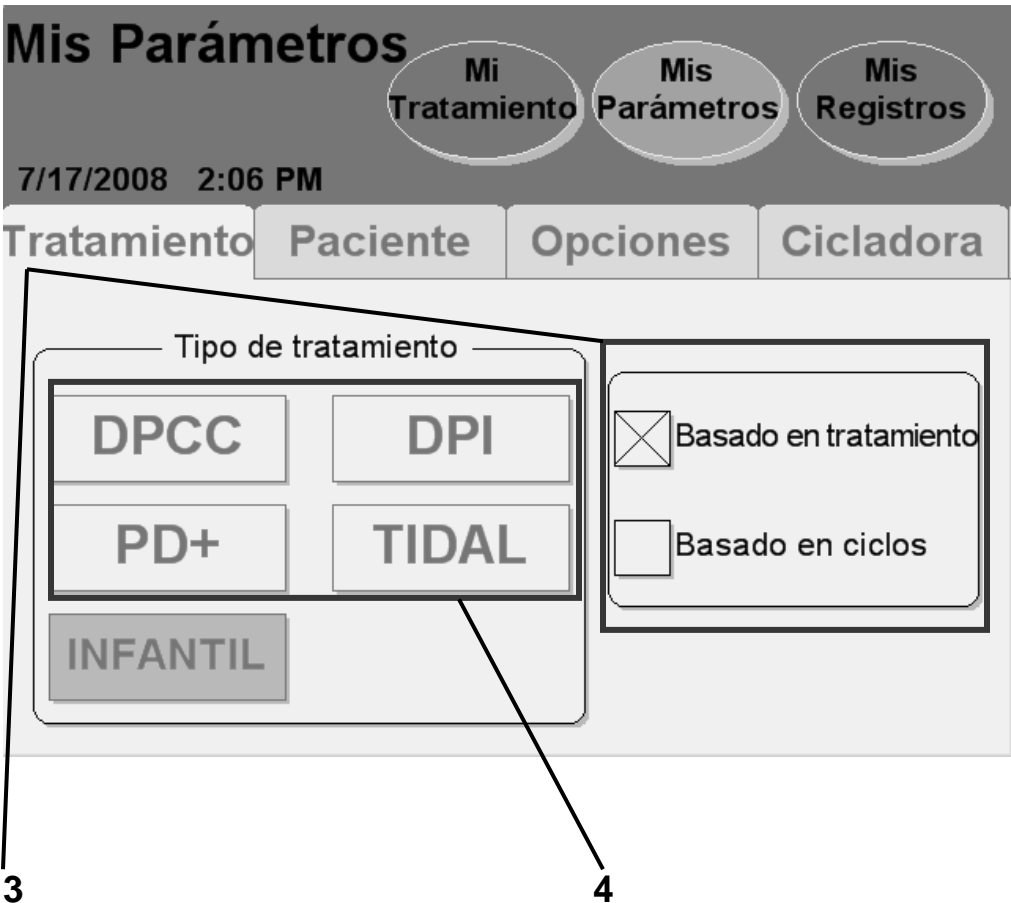 Mis Parámetros
Mi
Tratamiento
Mis
Parámetros
Mis
Registros
7/17/2008 2:06 PM
Tratamiento
Paciente
Opciones
Cicladora
Tipo de tratamiento
DPCC
DPI
PD+
TIDAL
INFANTIL
Basado en tratamiento
Basado en ciclos
3
4